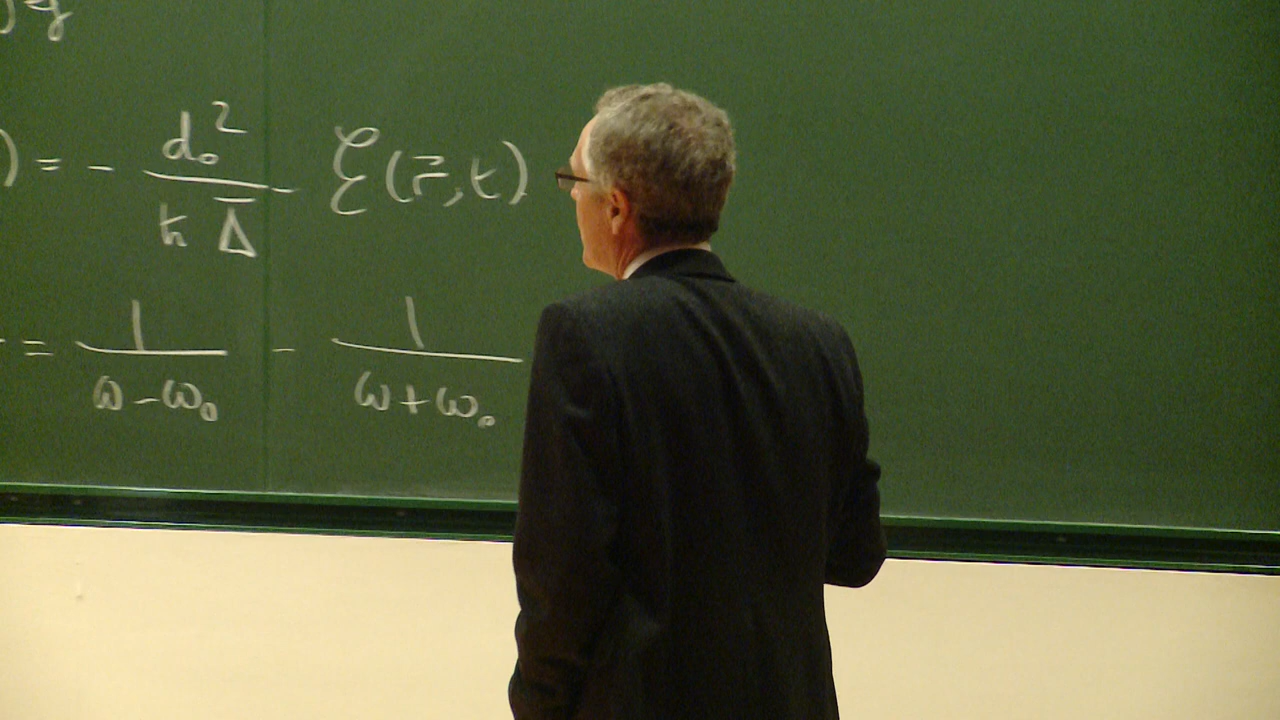 ) = - d₀² / ħ Δ̄ ℰ(r⃗,t)
= 1 / ω-ω₀ - 1 / ω+ω₀